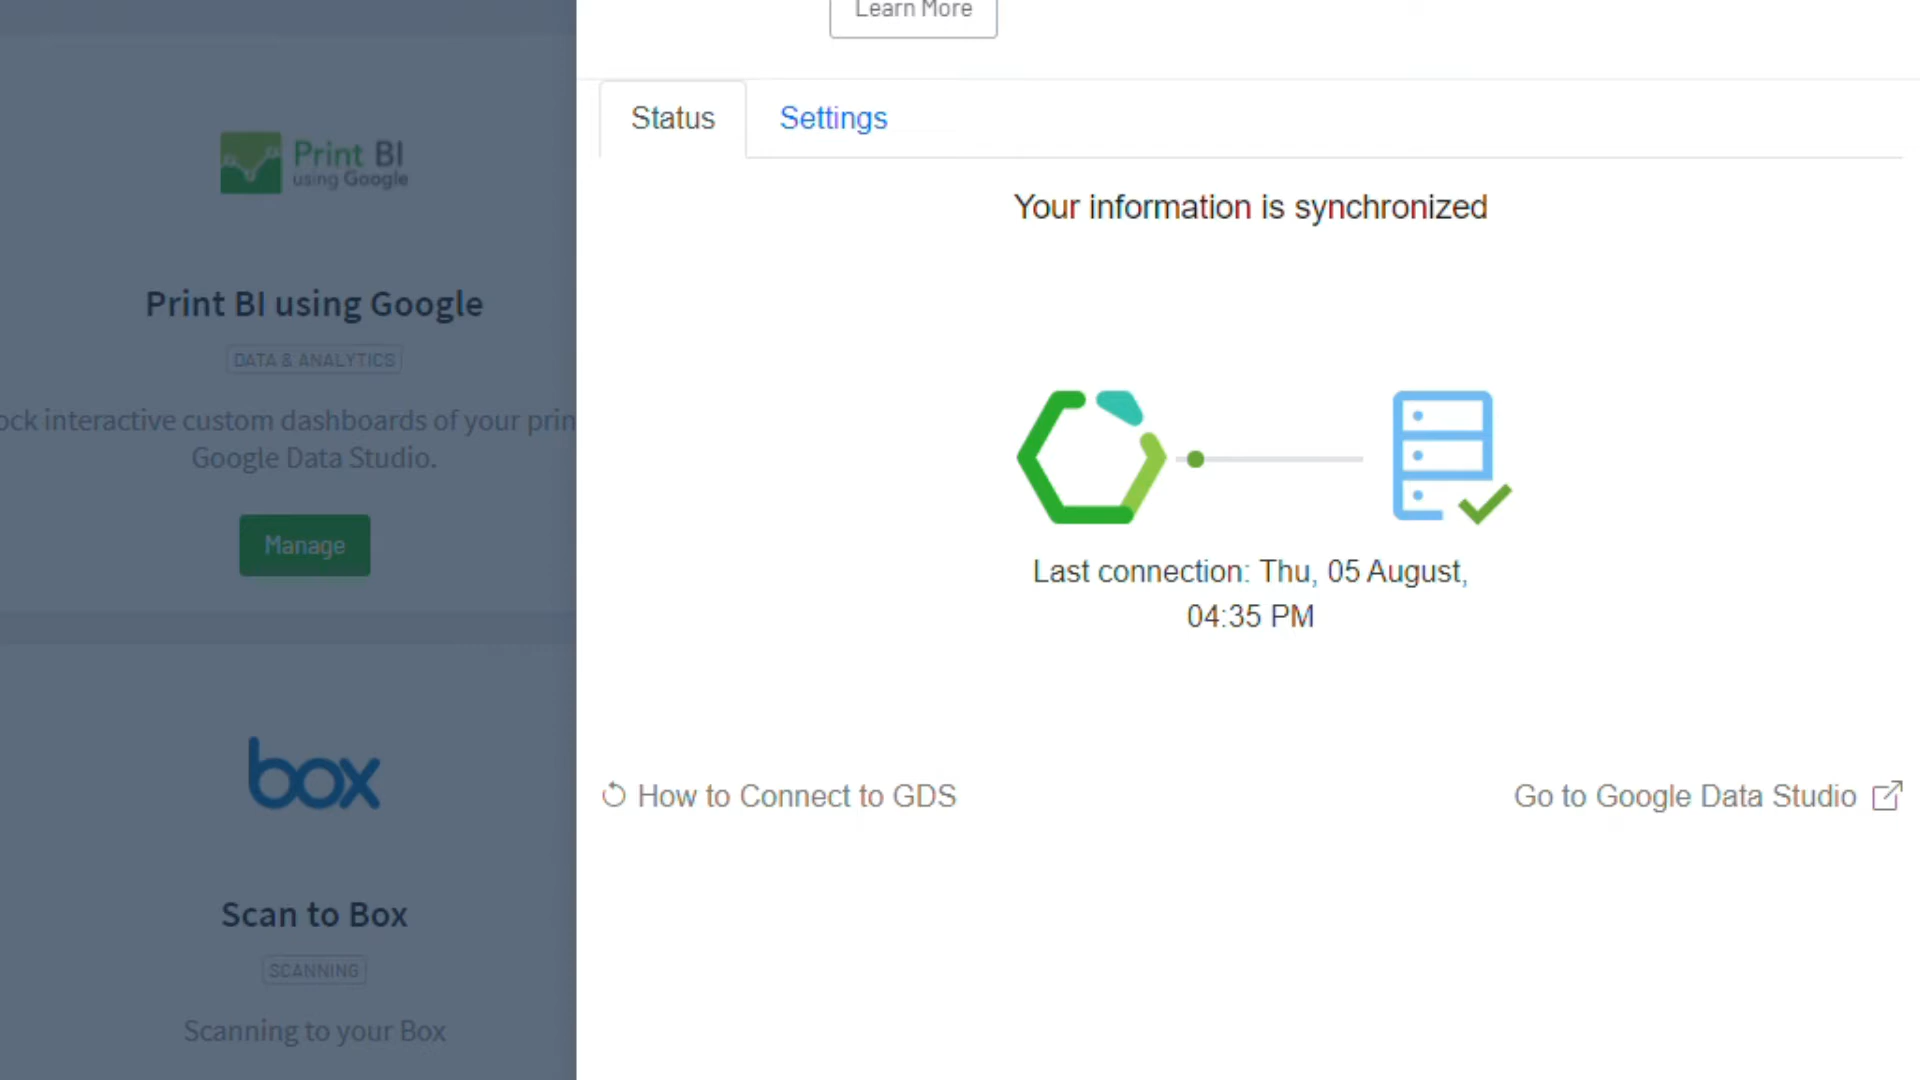 Learn More
Status
Settings
Your information is synchronized
Last connection: Thu, 05 August,
04:35 PM
How to Connect to GDS
Go to Google Data Studio
Print BI
using Google
Print BI using Google
DATA & ANALYTICS
ock interactive custom dashboards of your prin
Google Data Studio.
Manage
box
Scan to Box
SCANNING
Scanning to your Box